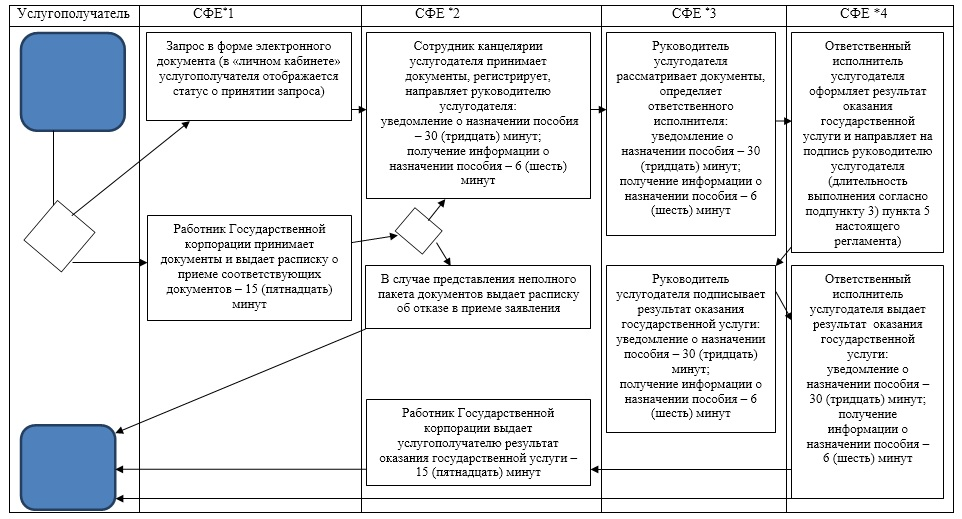 Услугополучатель
СФЕ*1
СФЕ *2
СФЕ *3
СФЕ *4
Запрос в форме электронного
документа (в «личном кабинете»
услугополучателя отображается
статус о принятии запроса)
Сотрудник канцелярии
услугодателя принимает
документы, регистрирует,
направляет руководителю
услугодателя:
уведомление о назначении пособия
– 30 (тридцать) минут;
получение информации о
назначении пособия – 6 (шесть)
минут
Руководитель
услугодателя
рассматривает документы,
определяет
ответственного
исполнителя:
уведомление о
назначении пособия – 30
(тридцать) минут;
получение информации о
назначении пособия – 6
(шесть) минут
Ответственный
исполнитель
услугодателя
оформляет результат
оказания
государственной
услуги и направляет на
подпись руководителю
услугодателя
(длительность
выполнения согласно
подпункту 3) пункта 5
настоящего
регламента)
Работник Государственной
корпорации принимает
документы и выдает расписку о
приеме соответствующих
документов – 15 (пятнадцать)
минут
В случае представления неполного
пакета документов выдает расписку
об отказе в приеме заявления
Руководитель
услугодателя подписывает
результат оказания
государственной услуги:
уведомление о назначении
пособия – 30 (тридцать)
минут;
получение информации о
назначении пособия – 6
(шесть) минут
Ответственный
исполнитель
услугодателя выдает
результат оказания
государственной
услуги:
уведомление о
назначении пособия –
30 (тридцать) минут;
получение
информации о
назначении пособия –
6 (шесть) минут
Работник Государственной
корпорации выдает
услугополучателю результат
оказания государственной услуги –
15 (пятнадцать) минут